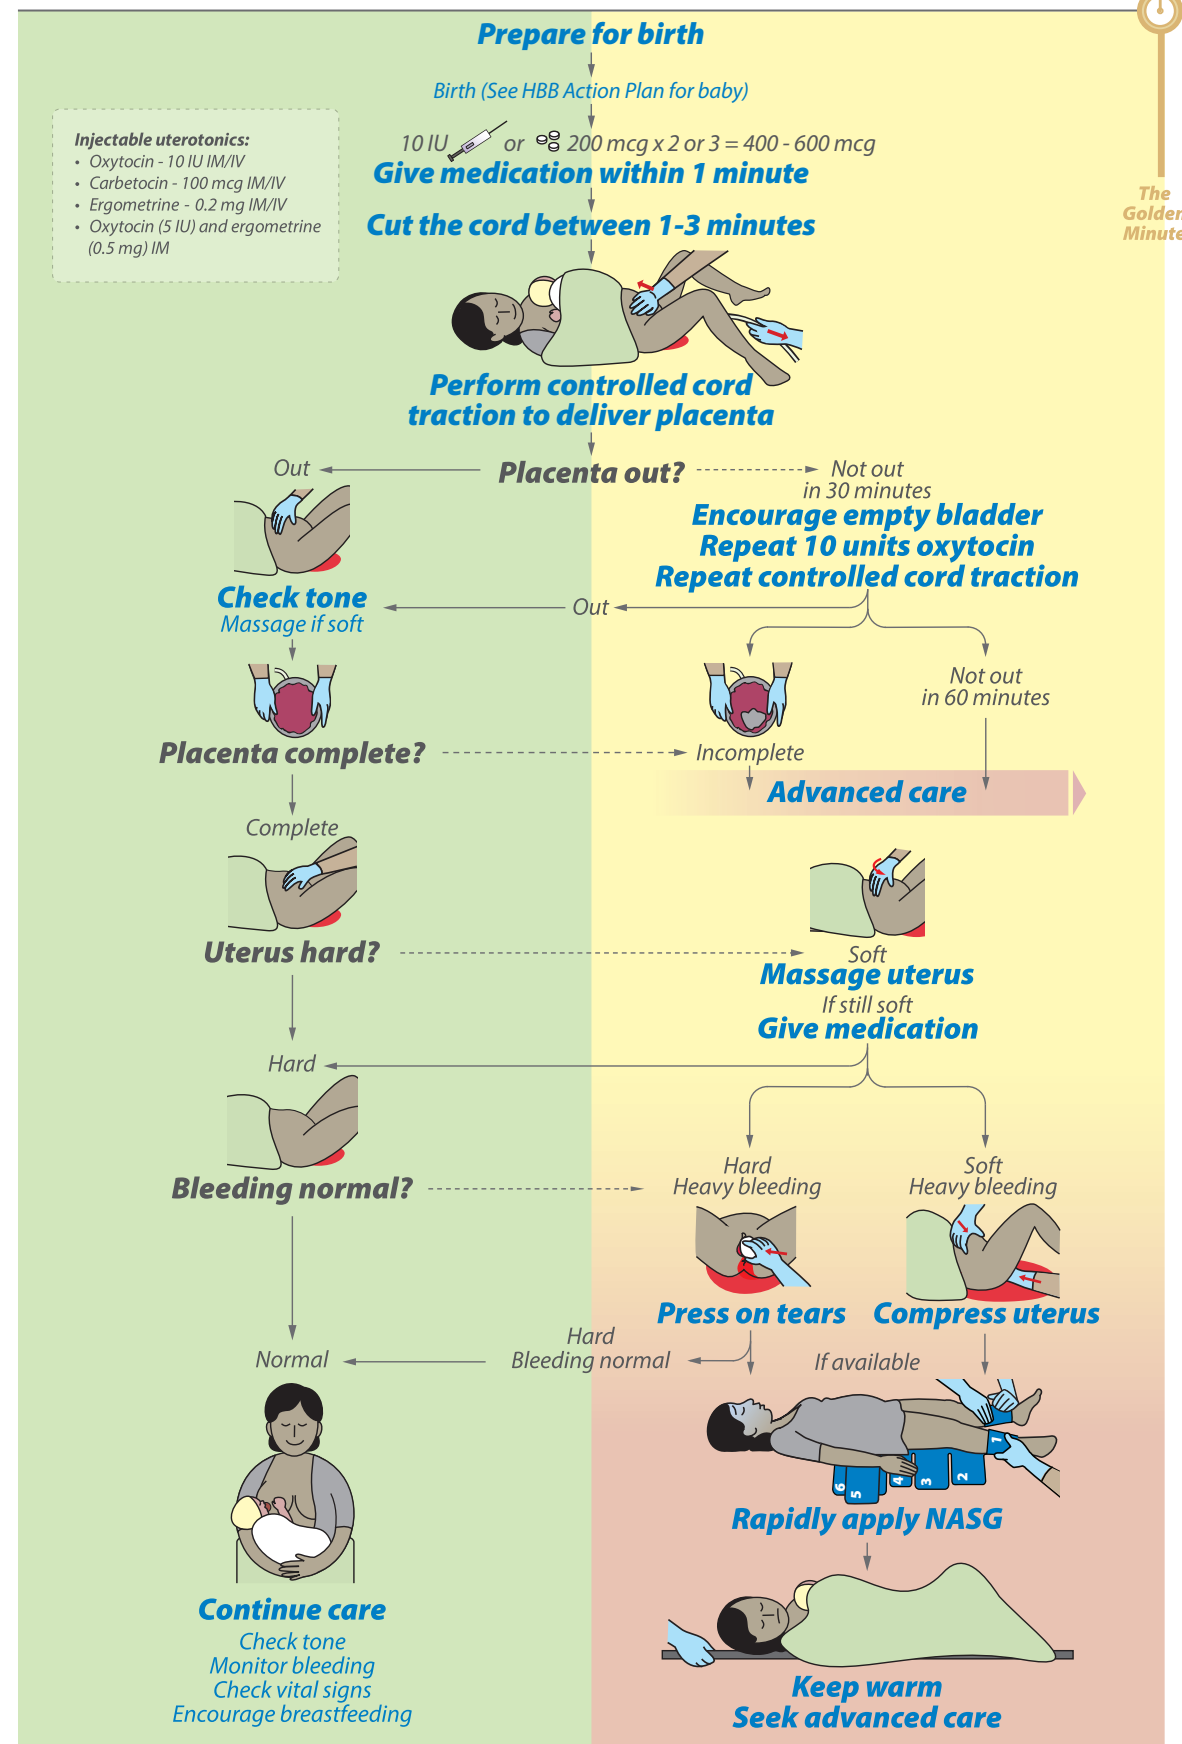 Prepare for birth
Birth (See HBB Action Plan for baby)
Injectable uterotonics:
• Oxytocin - 10 IU IM/IV
• Carbetocin - 100 mcg IM/IV
• Ergometrine - 0.2 mg IM/IV
• Oxytocin (5 IU) and ergometrine
(0.5 mg) IM
10 IU or 200 mcg x 2 or 3 = 400 - 600 mcg
Give medication within 1 minute
Cut the cord between 1-3 minutes
The
Golden
Minute
Perform controlled cord
traction to deliver placenta
Out
Placenta out?
Not out
in 30 minutes
Encourage empty bladder
Repeat 10 units oxytocin
Repeat controlled cord traction
Check tone
Massage if soft
Out
Not out
in 60 minutes
Placenta complete?
Incomplete
Advanced care
Complete
Uterus hard?
Soft
Massage uterus
If still soft
Give medication
Hard
Hard
Heavy bleeding
Soft
Heavy bleeding
Bleeding normal?
Press on tears
Compress uterus
Hard
Bleeding normal
Normal
If available
1
2
3
4
5
6
Rapidly apply NASG
Continue care
Check tone
Monitor bleeding
Check vital signs
Encourage breastfeeding
Keep warm
Seek advanced care